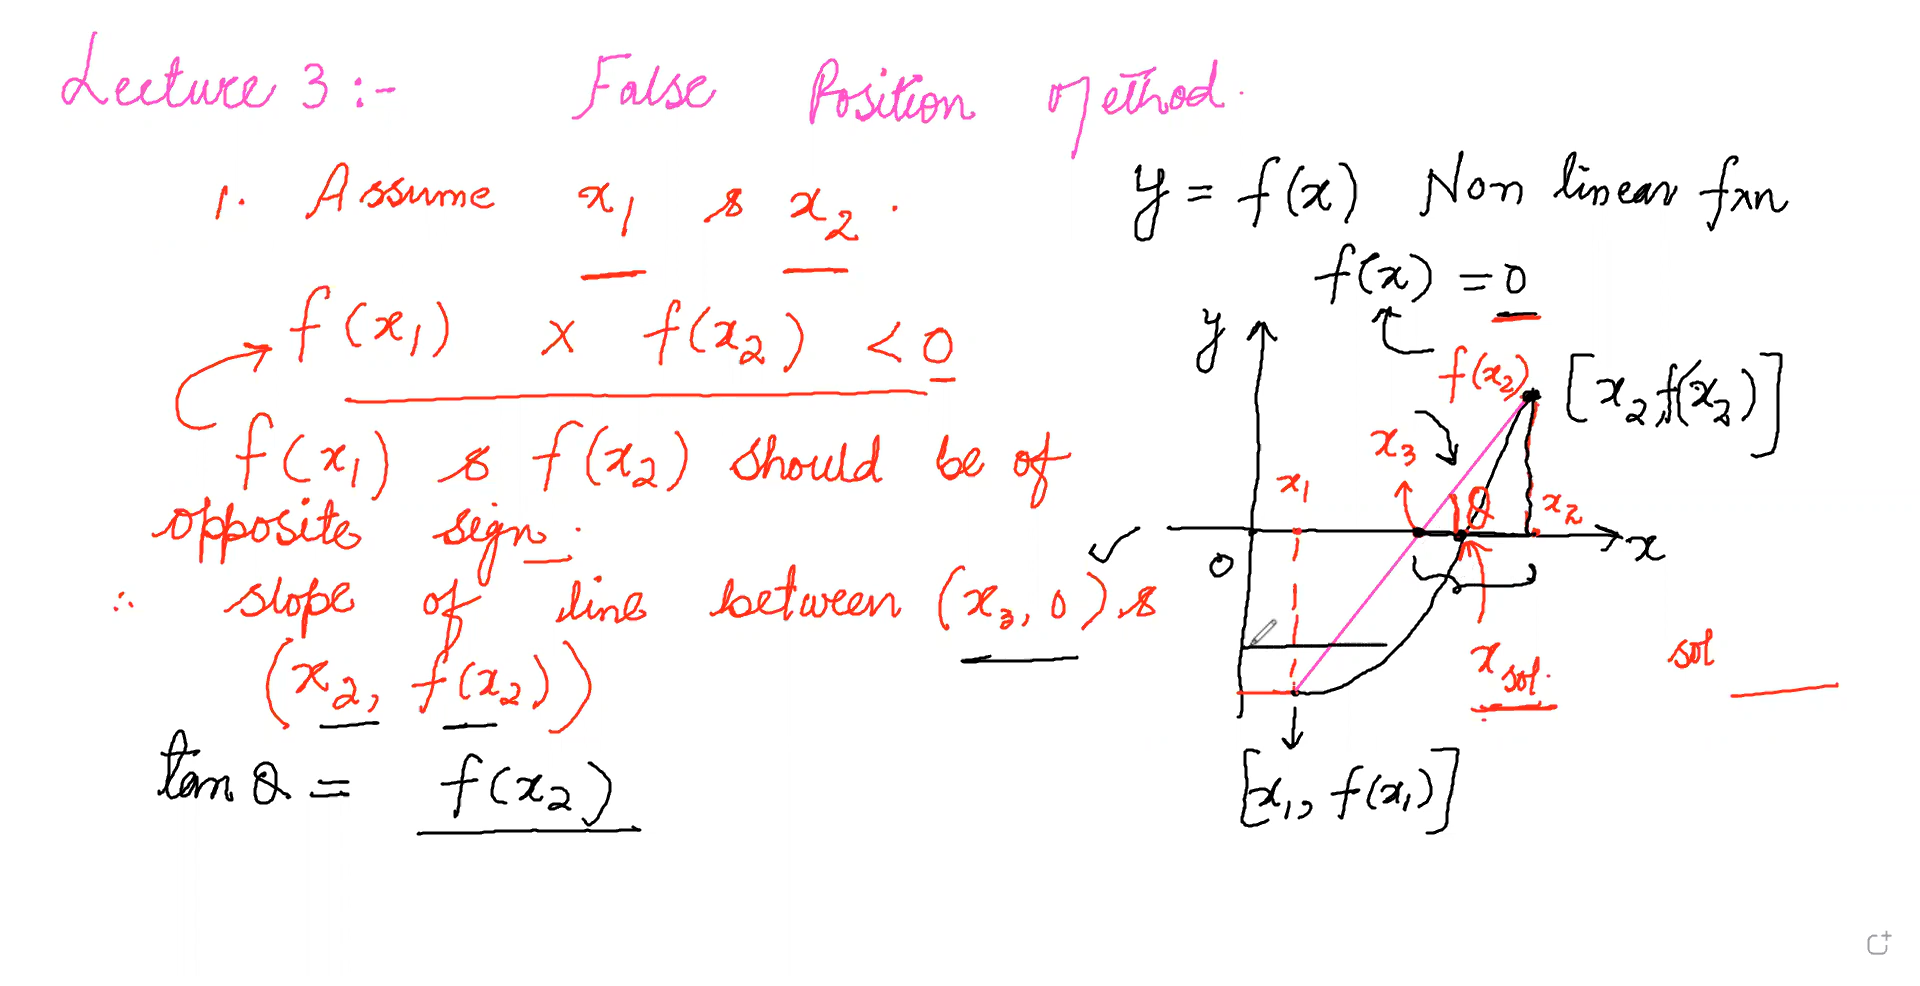 Lecture 3 :- False Position Method.
1. Assume x₁ & x₂.
f(x₁) x f(x₂) < 0
f(x₁) & f(x₂) should be of
opposite sign.
∴ slope of line between (x₃, 0) &
(x₂, f(x₂))
tan θ = f(x₂)
y = f(x) Non linear fxn
f(x) = 0
y
f(x₂) [x₂, f(x₂)]
x₃
x₁ θ x₂
0 x
x sol. sol
[x₁, f(x₁)]